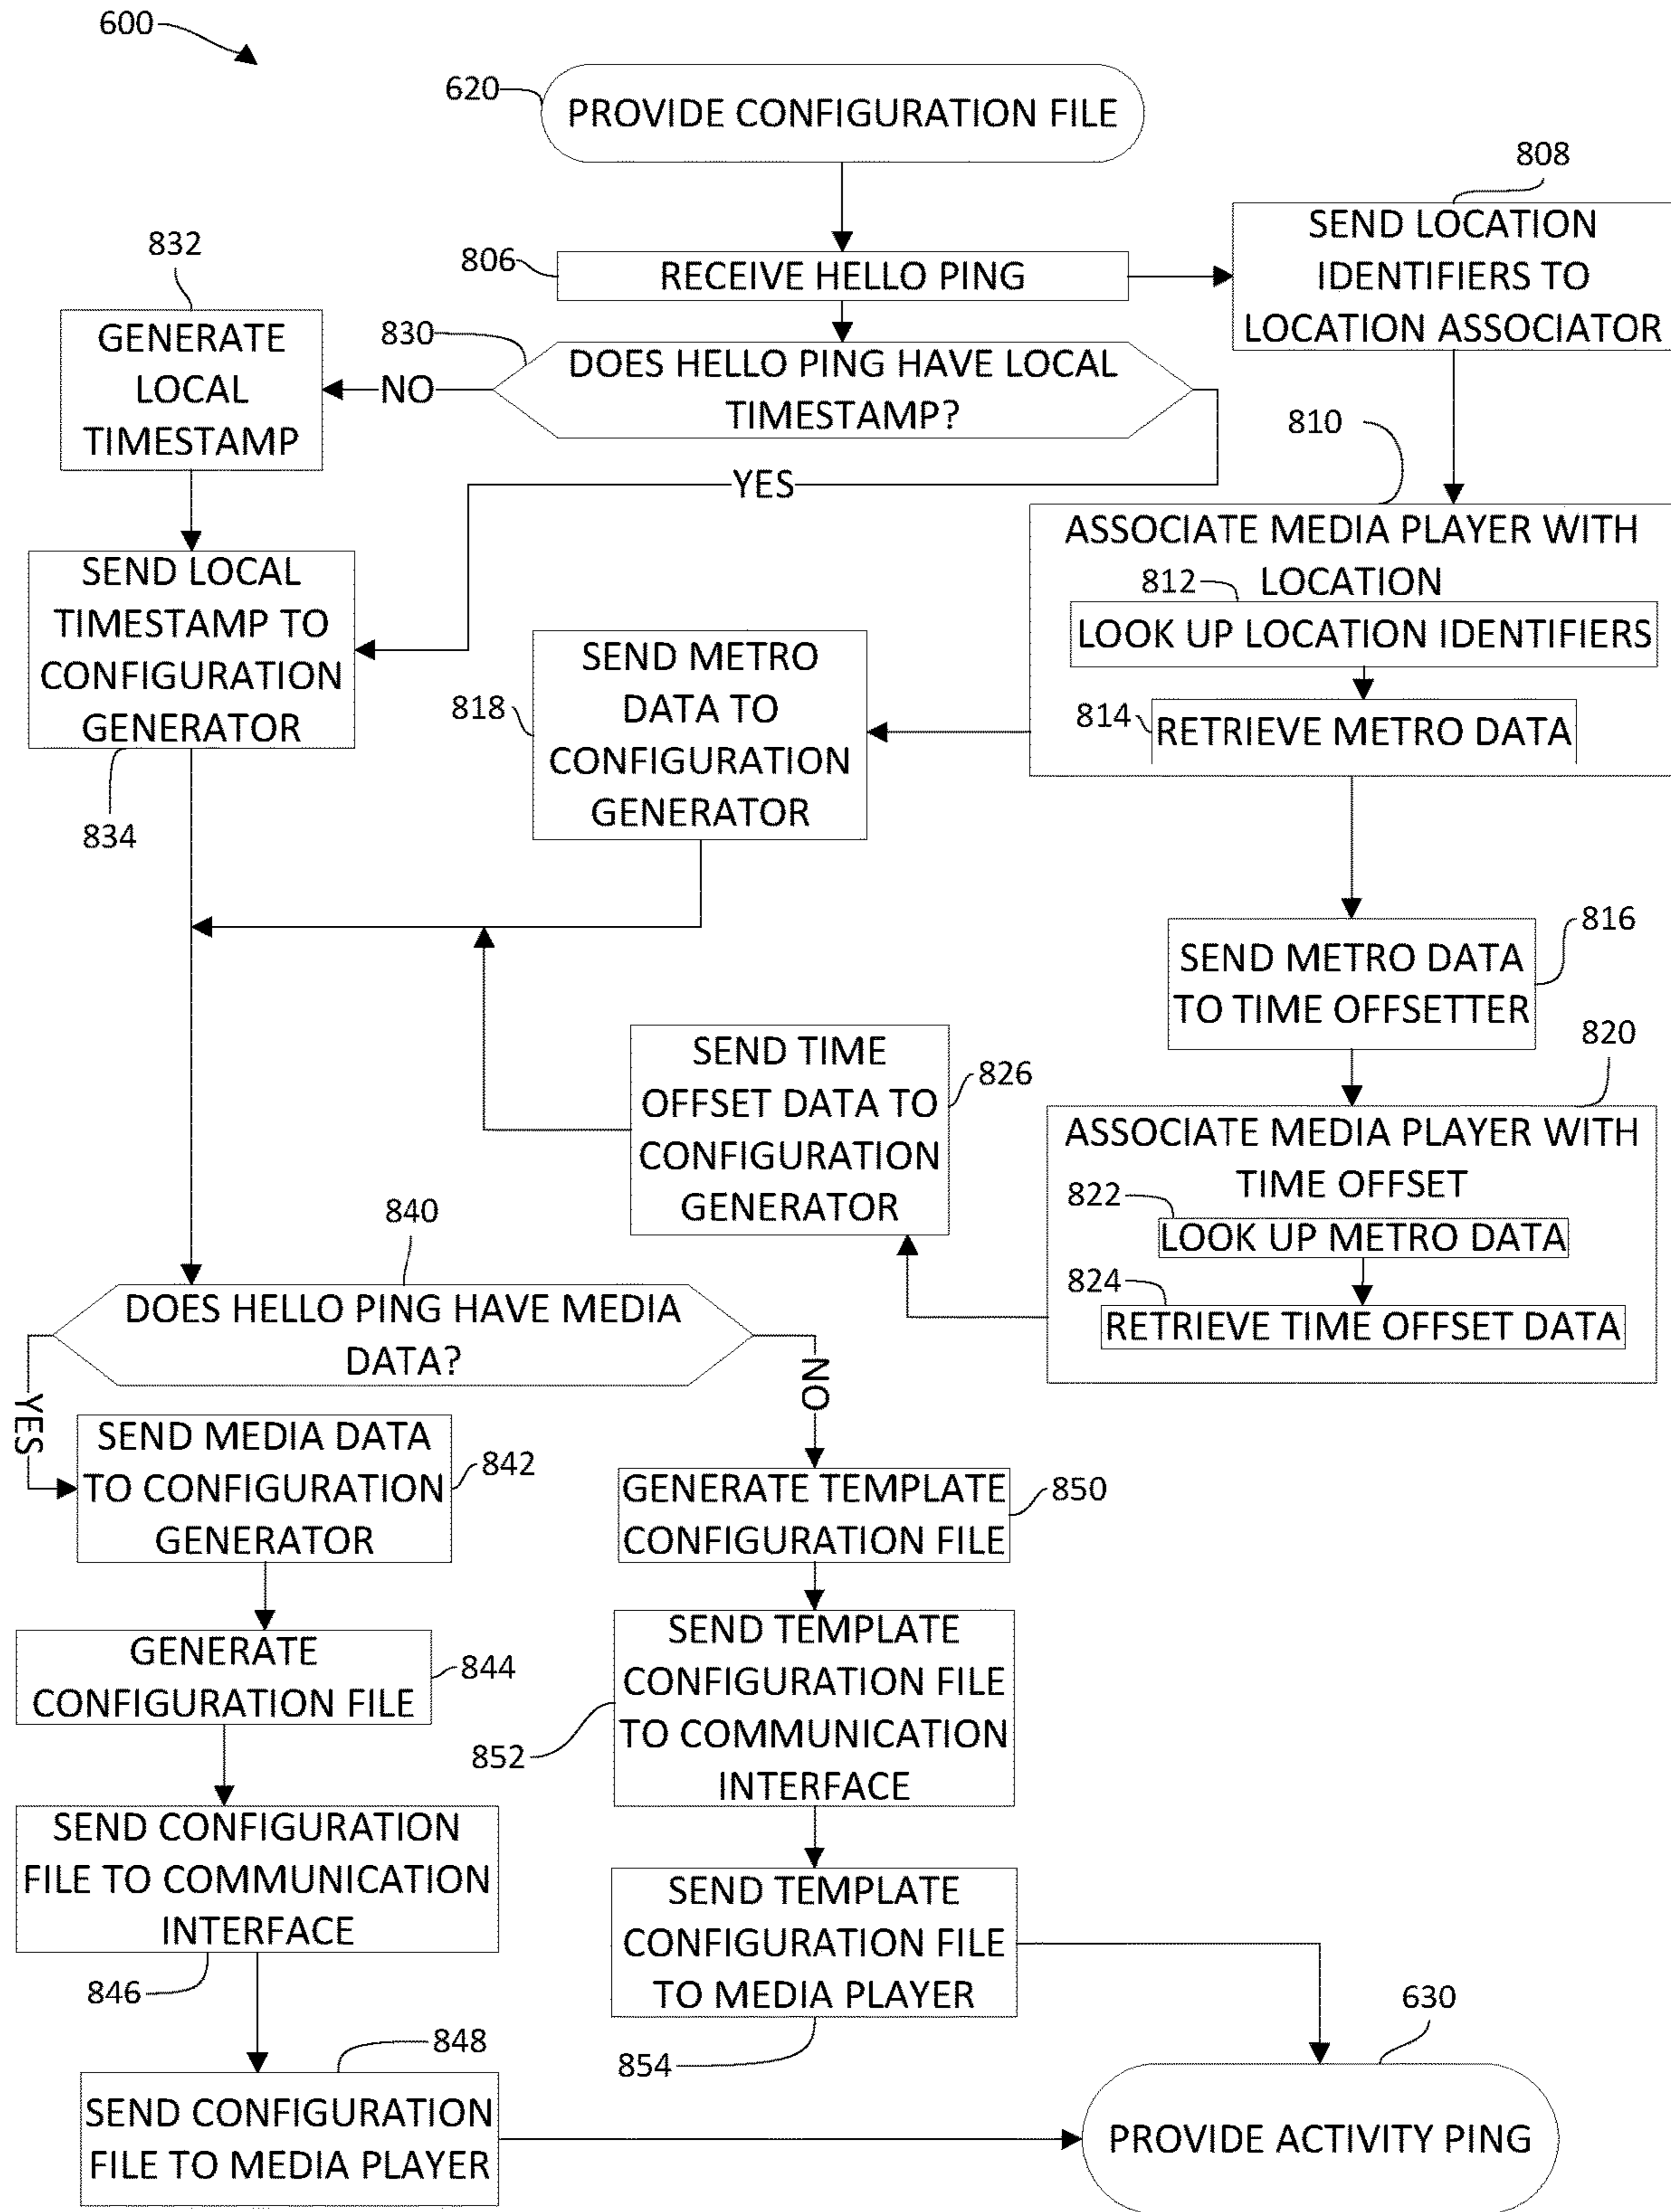 600
620
PROVIDE CONFIGURATION FILE
808
SEND LOCATION
IDENTIFIERS TO
LOCATION ASSOCIATOR
806
RECEIVE HELLO PING
832
GENERATE
LOCAL
TIMESTAMP
830
DOES HELLO PING HAVE LOCAL
TIMESTAMP?
NO
YES
810
ASSOCIATE MEDIA PLAYER WITH
LOCATION
812
LOOK UP LOCATION IDENTIFIERS
814
RETRIEVE METRO DATA
SEND LOCAL
TIMESTAMP TO
CONFIGURATION
GENERATOR
834
818
SEND METRO
DATA TO
CONFIGURATION
GENERATOR
816
SEND METRO DATA
TO TIME OFFSETTER
820
ASSOCIATE MEDIA PLAYER WITH
TIME OFFSET
822
LOOK UP METRO DATA
824
RETRIEVE TIME OFFSET DATA
826
SEND TIME
OFFSET DATA TO
CONFIGURATION
GENERATOR
840
DOES HELLO PING HAVE MEDIA
DATA?
YES
NO
SEND MEDIA DATA
TO CONFIGURATION
GENERATOR
842
GENERATE
CONFIGURATION FILE
844
SEND CONFIGURATION
FILE TO COMMUNICATION
INTERFACE
846
848
SEND CONFIGURATION
FILE TO MEDIA PLAYER
GENERATE TEMPLATE
CONFIGURATION FILE
850
SEND TEMPLATE
CONFIGURATION FILE
TO COMMUNICATION
INTERFACE
852
SEND TEMPLATE
CONFIGURATION FILE
TO MEDIA PLAYER
854
630
PROVIDE ACTIVITY PING